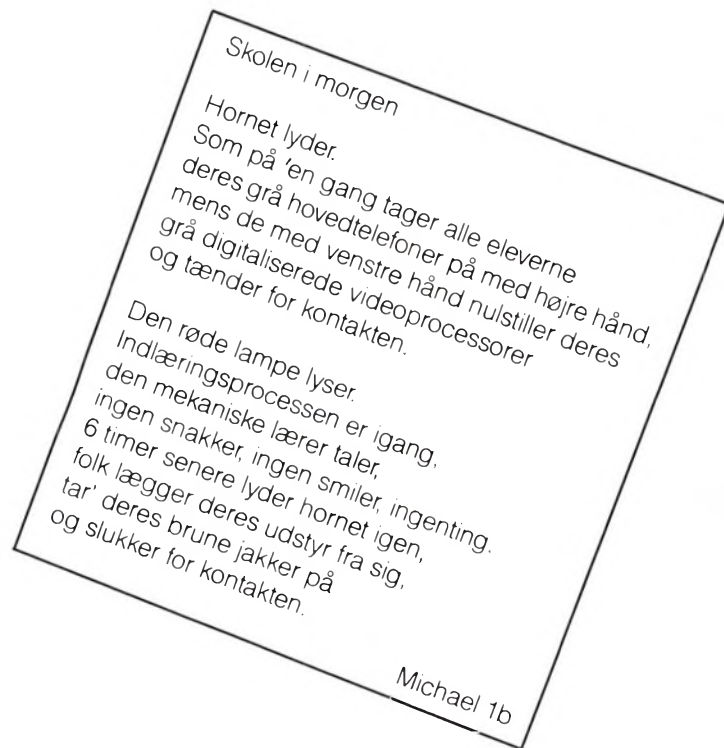 Skolen i morgen
Hornet lyder.
Som på 'en gang tager alle eleverne
deres grå hovedtelefoner på med højre hånd,
mens de med venstre hånd nulstiller deres
grå digitaliserede videoprocessorer
og tænder for kontakten.
Den røde lampe lyser.
Indlæringsprocessen er igang,
den mekaniske lærer taler,
ingen snakker, ingen smiler, ingenting.
6 timer senere lyder hornet igen,
folk lægger deres udstyr fra sig,
tar' deres brune jakker på
og slukker for kontakten.
Michael 1b